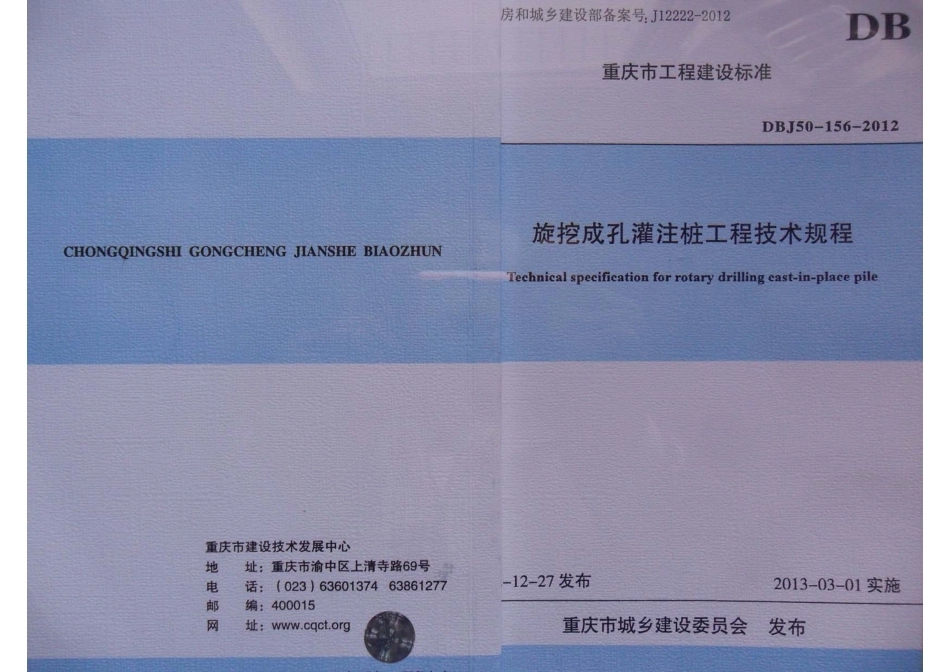 CHONGQINGSHI GONGCHENG JIANSHE BIAOZHUN
重庆市建设技术发展中心
地 址：重庆市渝中区上清寺路69号
电 话：（023）63601374 63861277
邮 编：400015
网 址：www.cqct.org
房和城乡建设部备案号：J12222-2012
DB
重庆市工程建设标准
DBJ50-156-2012
旋挖成孔灌注桩工程技术规程
Technical specification for rotary drilling cast-in-place pile
-12-27 发布
2013-03-01 实施
重庆市城乡建设委员会 发布